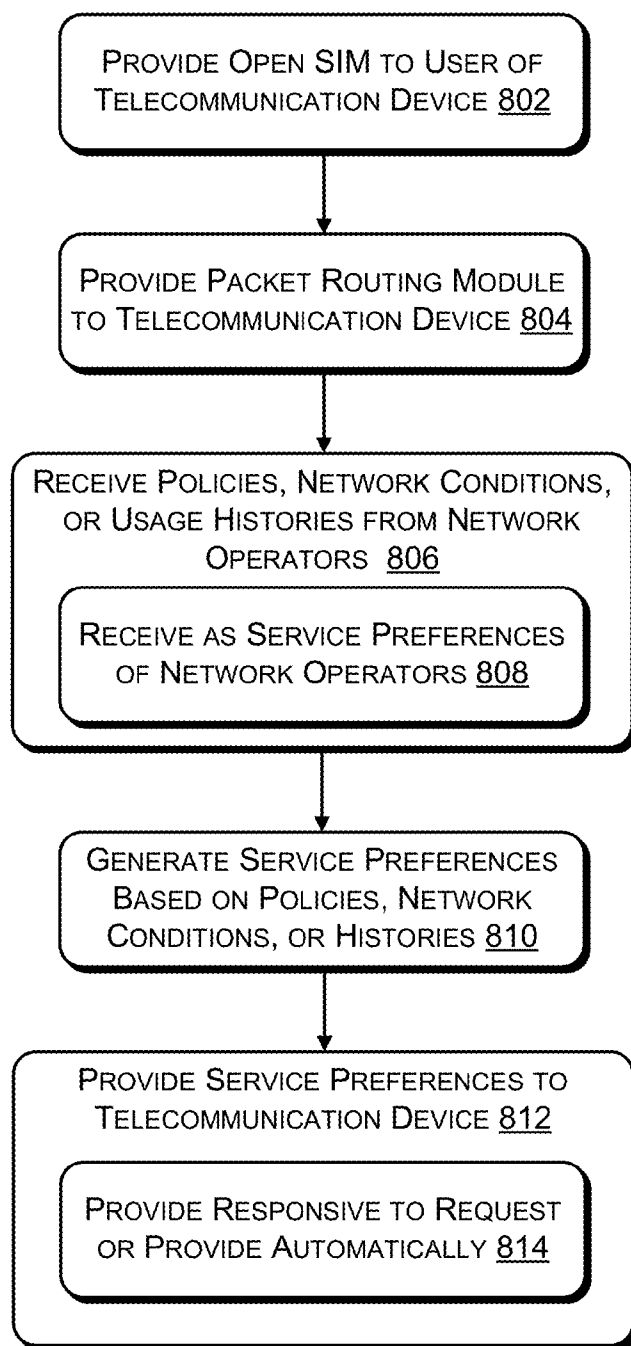 PROVIDE OPEN SIM TO USER OF
TELECOMMUNICATION DEVICE 802
PROVIDE PACKET ROUTING MODULE
TO TELECOMMUNICATION DEVICE 804
RECEIVE POLICIES, NETWORK CONDITIONS,
OR USAGE HISTORIES FROM NETWORK
OPERATORS 806
RECEIVE AS SERVICE PREFERENCES
OF NETWORK OPERATORS 808
GENERATE SERVICE PREFERENCES
BASED ON POLICIES, NETWORK
CONDITIONS, OR HISTORIES 810
PROVIDE SERVICE PREFERENCES TO
TELECOMMUNICATION DEVICE 812
PROVIDE RESPONSIVE TO REQUEST
OR PROVIDE AUTOMATICALLY 814